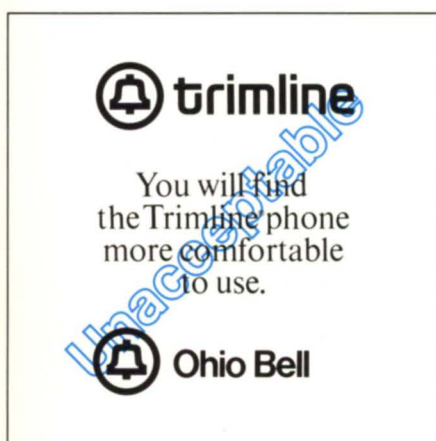 trimline
You will find
the Trimline® phone
more comfortable
to use.
Ohio Bell
Unacceptable